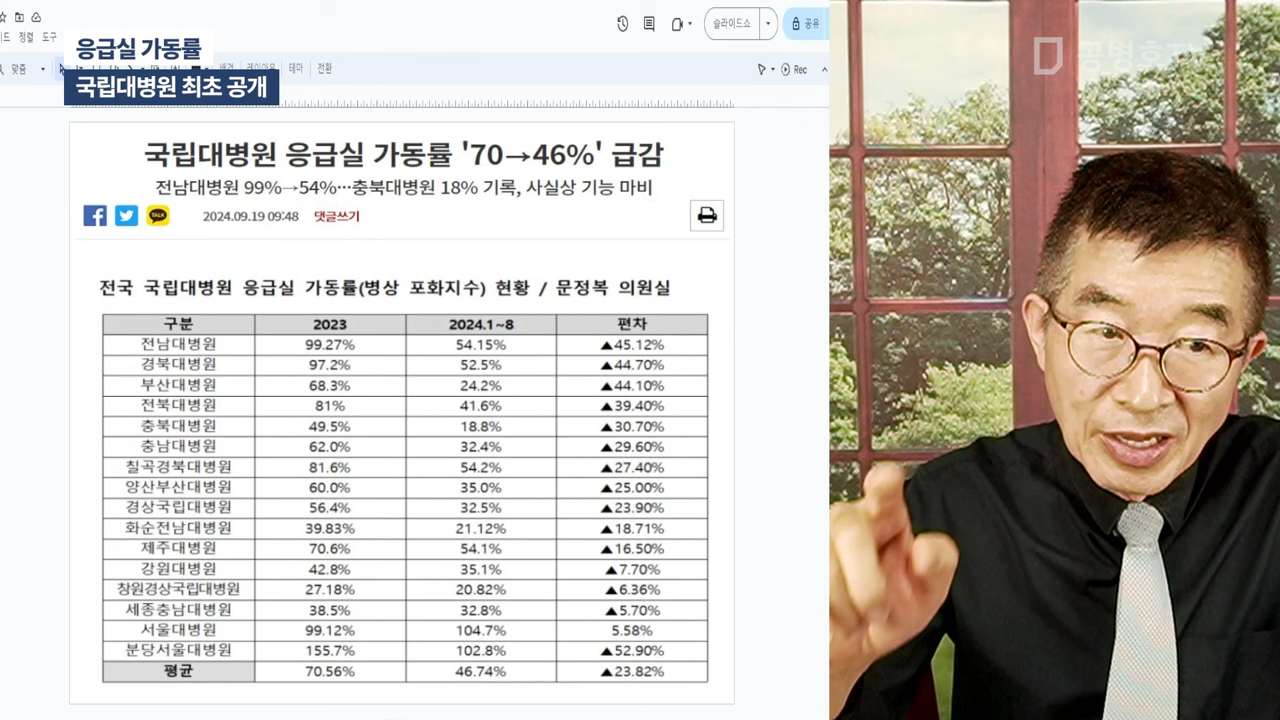 정렬 도구
슬라이드쇼
공유
응급실 가동률
맞춤
테마 전환
Rec
국립대병원 최초 공개
국립대병원 응급실 가동률 '70→46%' 급감
전남대병원 99%→54%…충북대병원 18% 기록, 사실상 기능 마비
TALK
2024.09.19 09:48 댓글쓰기
전국 국립대병원 응급실 가동률(병상 포화지수) 현황 / 문정복 의원실
구분 2023 2024.1~8 편차
전남대병원 99.27% 54.15% ▲45.12%
경북대병원 97.2% 52.5% ▲44.70%
부산대병원 68.3% 24.2% ▲44.10%
전북대병원 81% 41.6% ▲39.40%
충북대병원 49.5% 18.8% ▲30.70%
충남대병원 62.0% 32.4% ▲29.60%
칠곡경북대병원 81.6% 54.2% ▲27.40%
양산부산대병원 60.0% 35.0% ▲25.00%
경상국립대병원 56.4% 32.5% ▲23.90%
화순전남대병원 39.83% 21.12% ▲18.71%
제주대병원 70.6% 54.1% ▲16.50%
강원대병원 42.8% 35.1% ▲7.70%
창원경상국립대병원 27.18% 20.82% ▲6.36%
세종충남대병원 38.5% 32.8% ▲5.70%
서울대병원 99.12% 104.7% 5.58%
분당서울대병원 155.7% 102.8% ▲52.90%
평균 70.56% 46.74% ▲23.82%